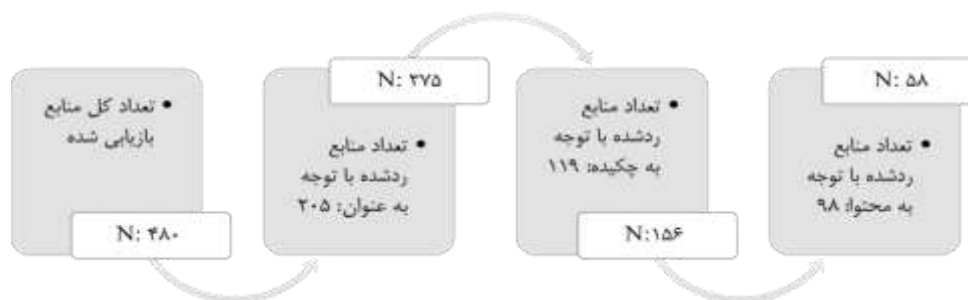 • تعداد کل منابع
بازیابی شده
N: ۴۸۰
N: ۲۷۵
• تعداد منابع
ردشده با توجه
به عنوان: ۲۰۵
• تعداد منابع
ردشده با توجه
به چکیده: ۱۱۹
N:۱۵۶
N: ۵۸
• تعداد منابع
ردشده با توجه
به محتوا: ۹۸